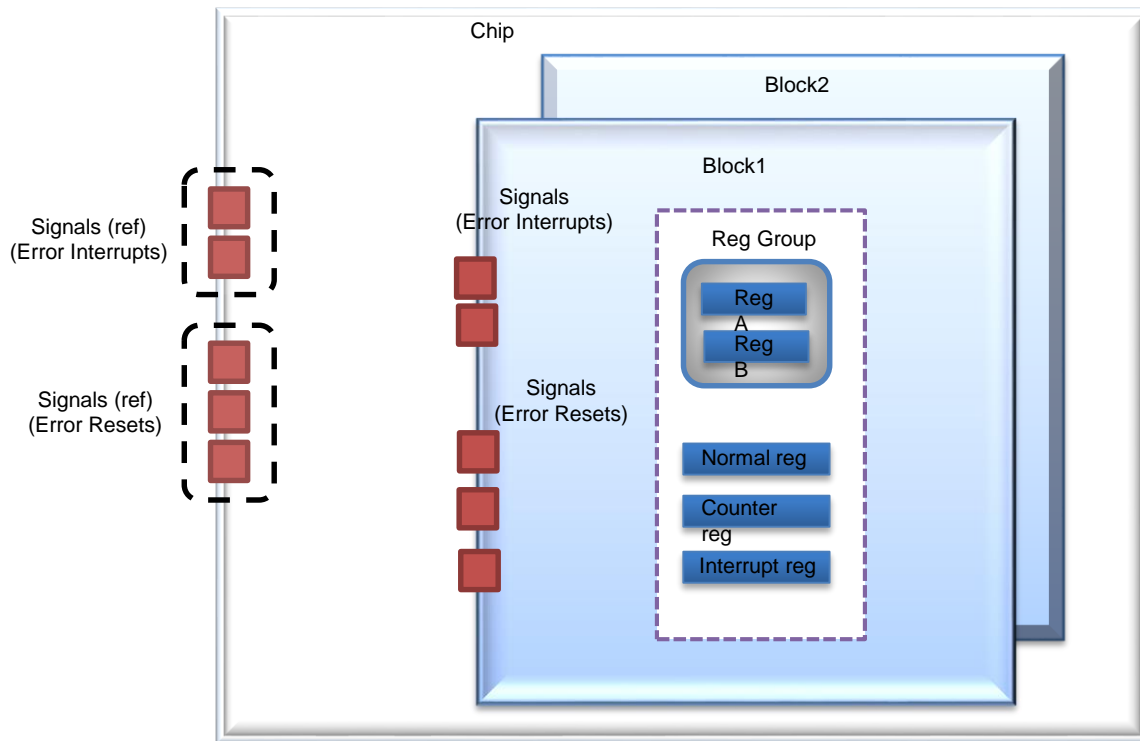 Chip
Block2
Block1
Signals (ref)
(Error Interrupts)
Signals
(Error Interrupts)
Reg Group
Reg
A
Reg
B
Signals (ref)
(Error Resets)
Signals
(Error Resets)
Normal reg
Counter
reg
Interrupt reg